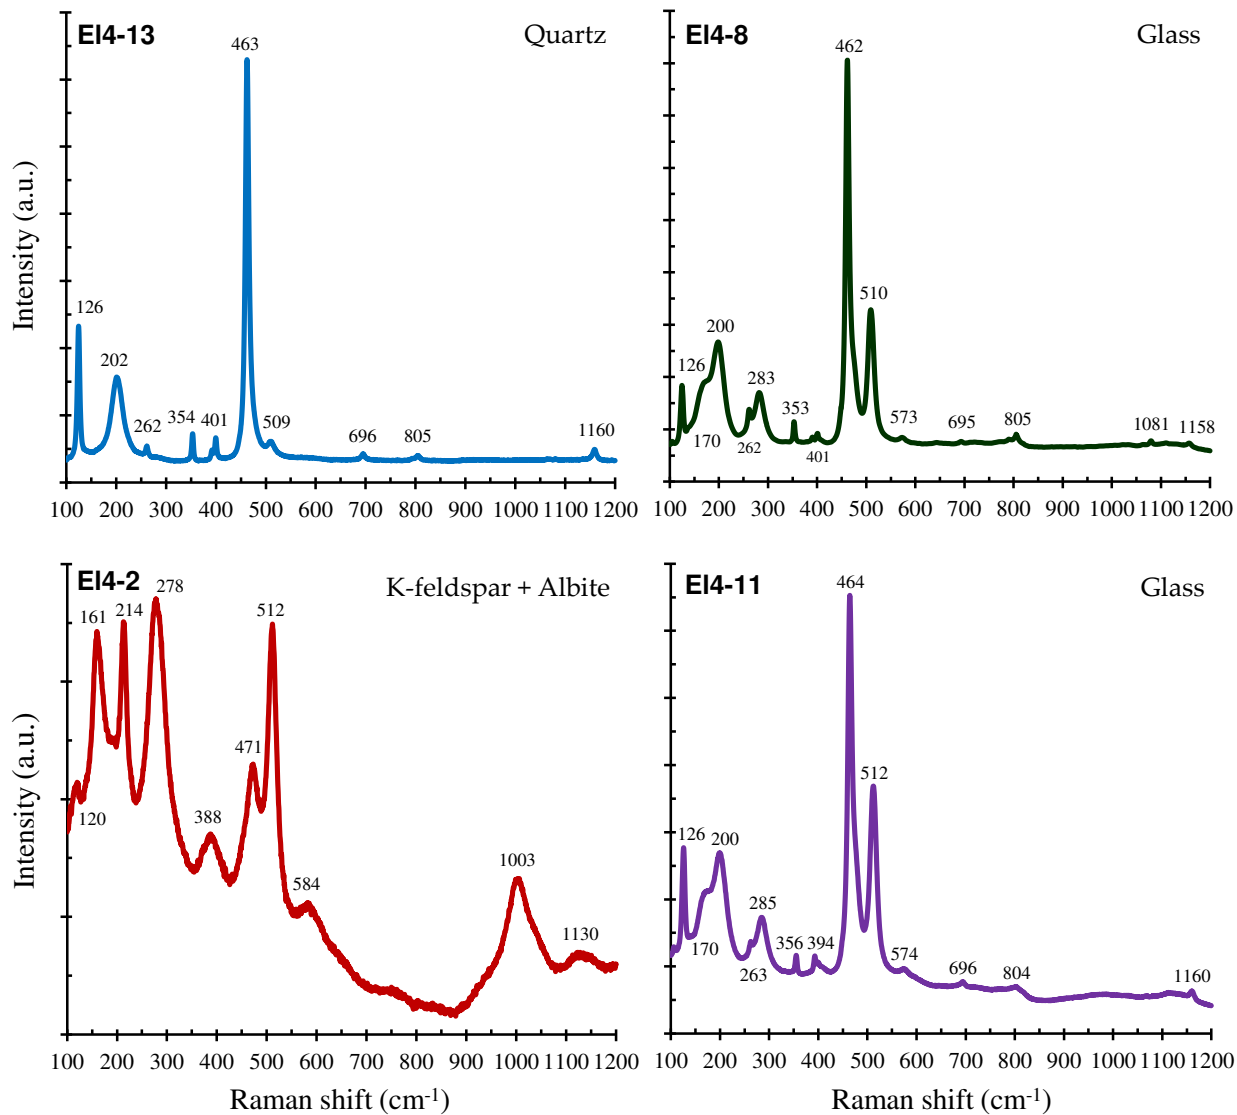 EI4-13
Quartz
463
126
202
262
354
401
509
696
805
1160
100 200 300 400 500 600 700 800 900 1000 1100 1200
Intensity (a.u.)
EI4-8
Glass
462
510
200
126
283
170
262
353
401
573
695
805
1081
1158
100 200 300 400 500 600 700 800 900 1000 1100 1200
EI4-2
K-feldspar + Albite
278
161
214
512
471
120
388
584
1003
1130
100 200 300 400 500 600 700 800 900 1000 1100 1200
Intensity (a.u.)
Raman shift (cm-1)
EI4-11
Glass
464
512
126
200
285
170
263
356
394
574
696
804
1160
100 200 300 400 500 600 700 800 900 1000 1100 1200
Raman shift (cm-1)